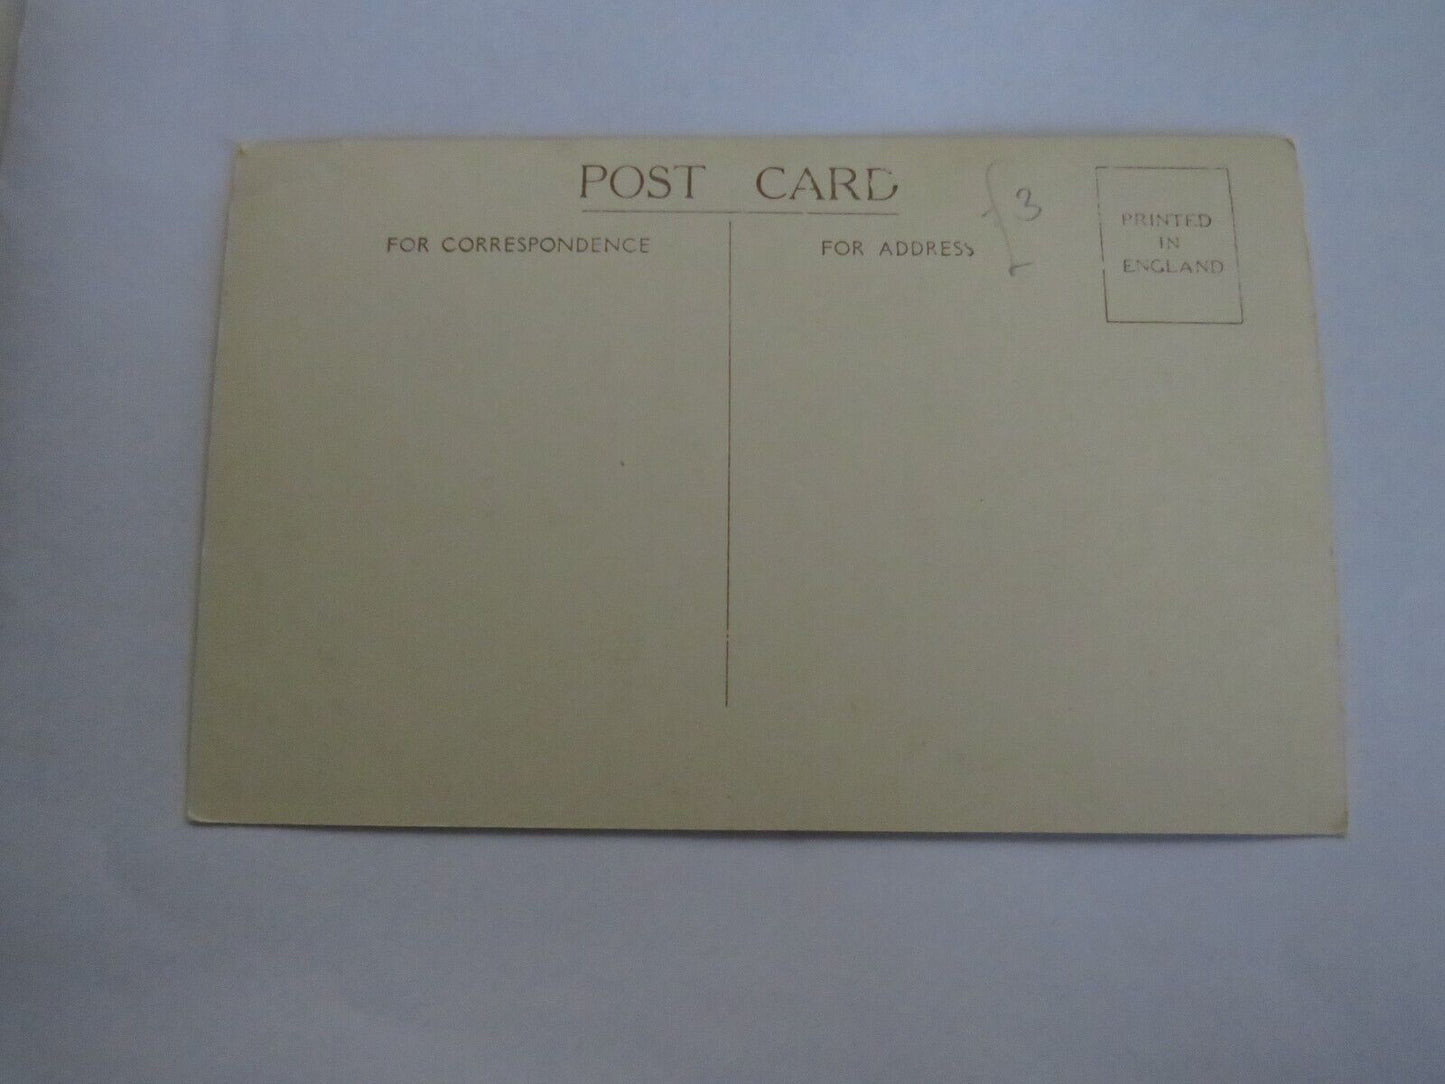 POST CARD
FOR CORRESPONDENCE
FOR ADDRESS
£3
PRINTED
IN
ENGLAND